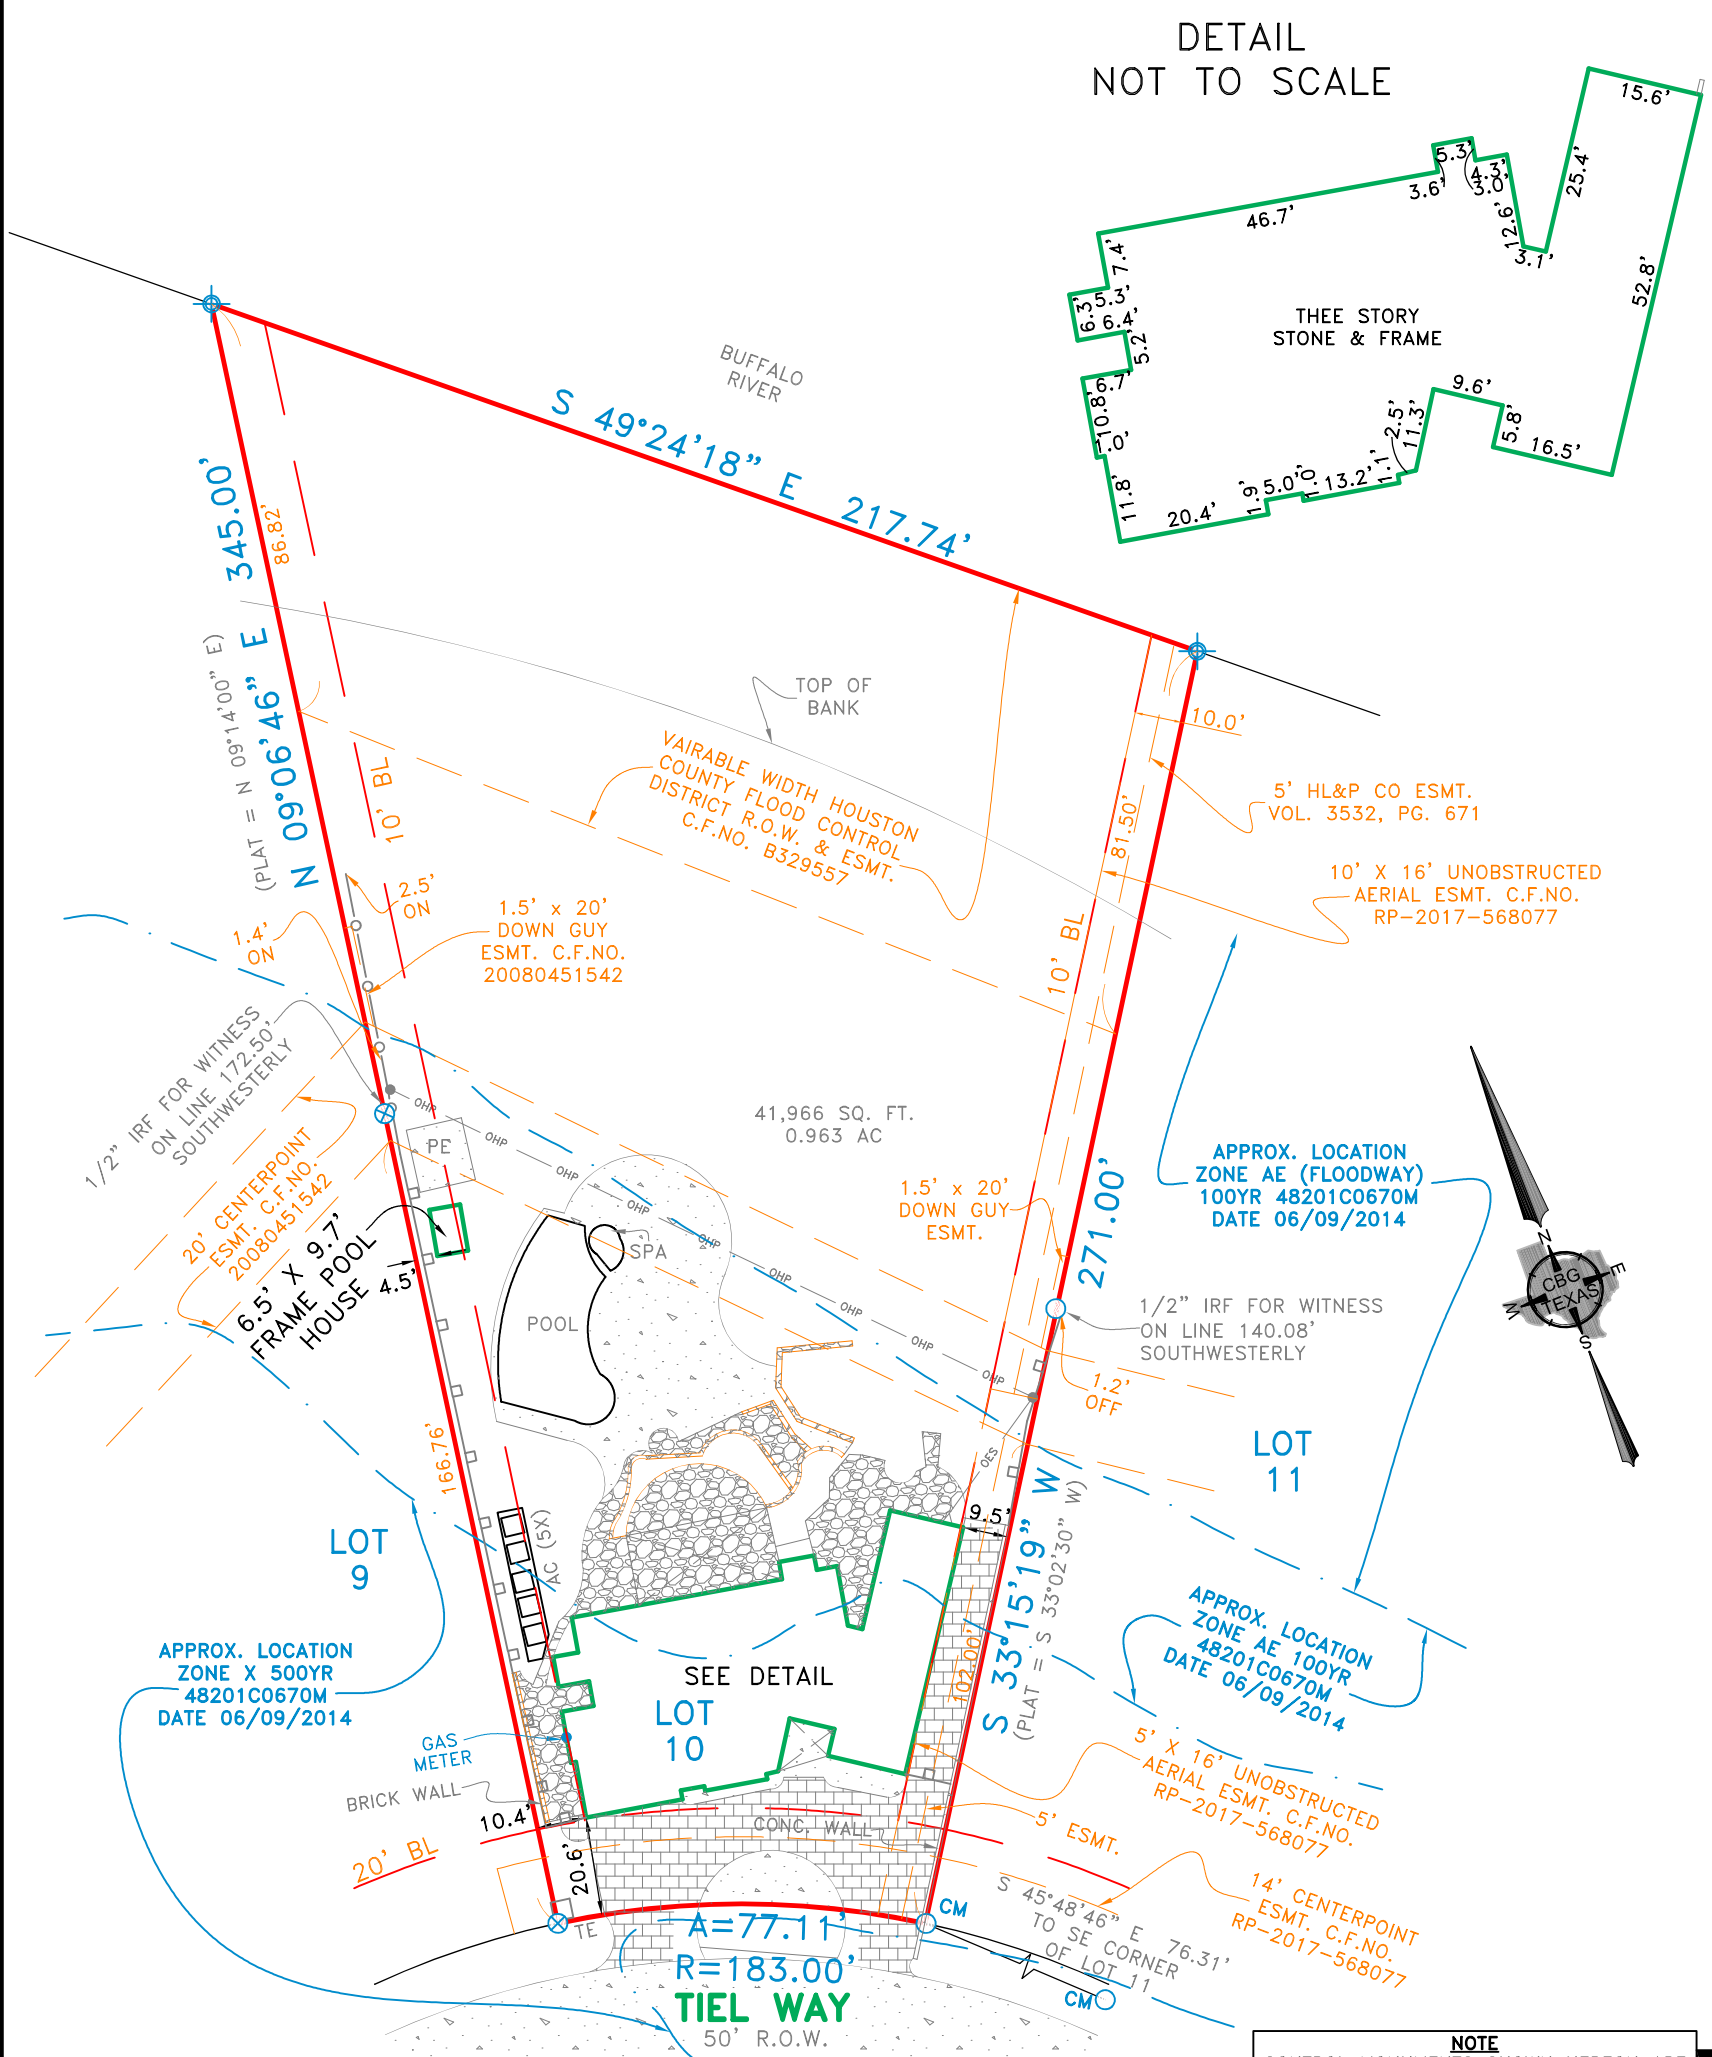 DETAIL
NOT TO SCALE
15.6'
5.3'
4.3'
3.0'
3.6'
25.4'
46.7'
12.6'
3.1'
7.4'
5.3'
6.3'
6.4'
5.2'
6.7'
10.8'
1.0'
11.8'
20.4'
1.9'
5.0'
1.0'
13.2'
1.1'
2.5'
11.3'
9.6'
5.8'
16.5'
52.8'
THEE STORY
STONE & FRAME
BUFFALO
RIVER
S 49°24'18" E 217.74'
N 09°06'46" E 345.00'
(PLAT = N 09°14'00" E)
86.82'
TOP OF
BANK
10.0'
10' BL
VAIRABLE WIDTH HOUSTON
COUNTY FLOOD CONTROL
DISTRICT R.O.W. & ESMT.
C.F.NO. B329557
81.50'
5' HL&P CO ESMT.
VOL. 3532, PG. 671
10' X 16' UNOBSTRUCTED
AERIAL ESMT. C.F.NO.
RP-2017-568077
10' BL
2.5'
ON
1.4'
ON
1.5' x 20'
DOWN GUY
ESMT. C.F.NO.
20080451542
1/2" IRF FOR WITNESS
ON LINE 172.50'
SOUTHWESTERLY
20' CENTERPOINT
ESMT. C.F.NO.
20080451542
41,966 SQ. FT.
0.963 AC
OHP
OHP
OHP
OHP
OHP
OHP
OHP
OHP
OHP
PE
6.5' X 9.7'
FRAME POOL
HOUSE
4.5'
SPA
POOL
1.5' x 20'
DOWN GUY
ESMT.
271.00'
APPROX. LOCATION
ZONE AE (FLOODWAY)
100YR 48201C0670M
DATE 06/09/2014
N
E
S
W
CBG
TEXAS
1/2" IRF FOR WITNESS
ON LINE 140.08'
SOUTHWESTERLY
1.2'
OFF
LOT
11
166.76'
OES
LOT
9
AC (5X)
9.5'
S 33°15'19" W
(PLAT = S 33°02'30" W)
102.00'
APPROX. LOCATION
ZONE AE 100YR
48201C0670M
DATE 06/09/2014
APPROX. LOCATION
ZONE X 500YR
48201C0670M
DATE 06/09/2014
SEE DETAIL
LOT
10
GAS
METER
BRICK WALL
10.4'
20.6'
20' BL
CONC. WALL
5' X 16' UNOBSTRUCTED
AERIAL ESMT. C.F.NO.
RP-2017-568077
5' ESMT.
14' CENTERPOINT
ESMT. C.F.NO.
RP-2017-568077
S 45°48'46" E 76.31'
TO SE CORNER
OF LOT 11
CM
CM
TE
A=77.11'
R=183.00'
TIEL WAY
50' R.O.W.
NOTE